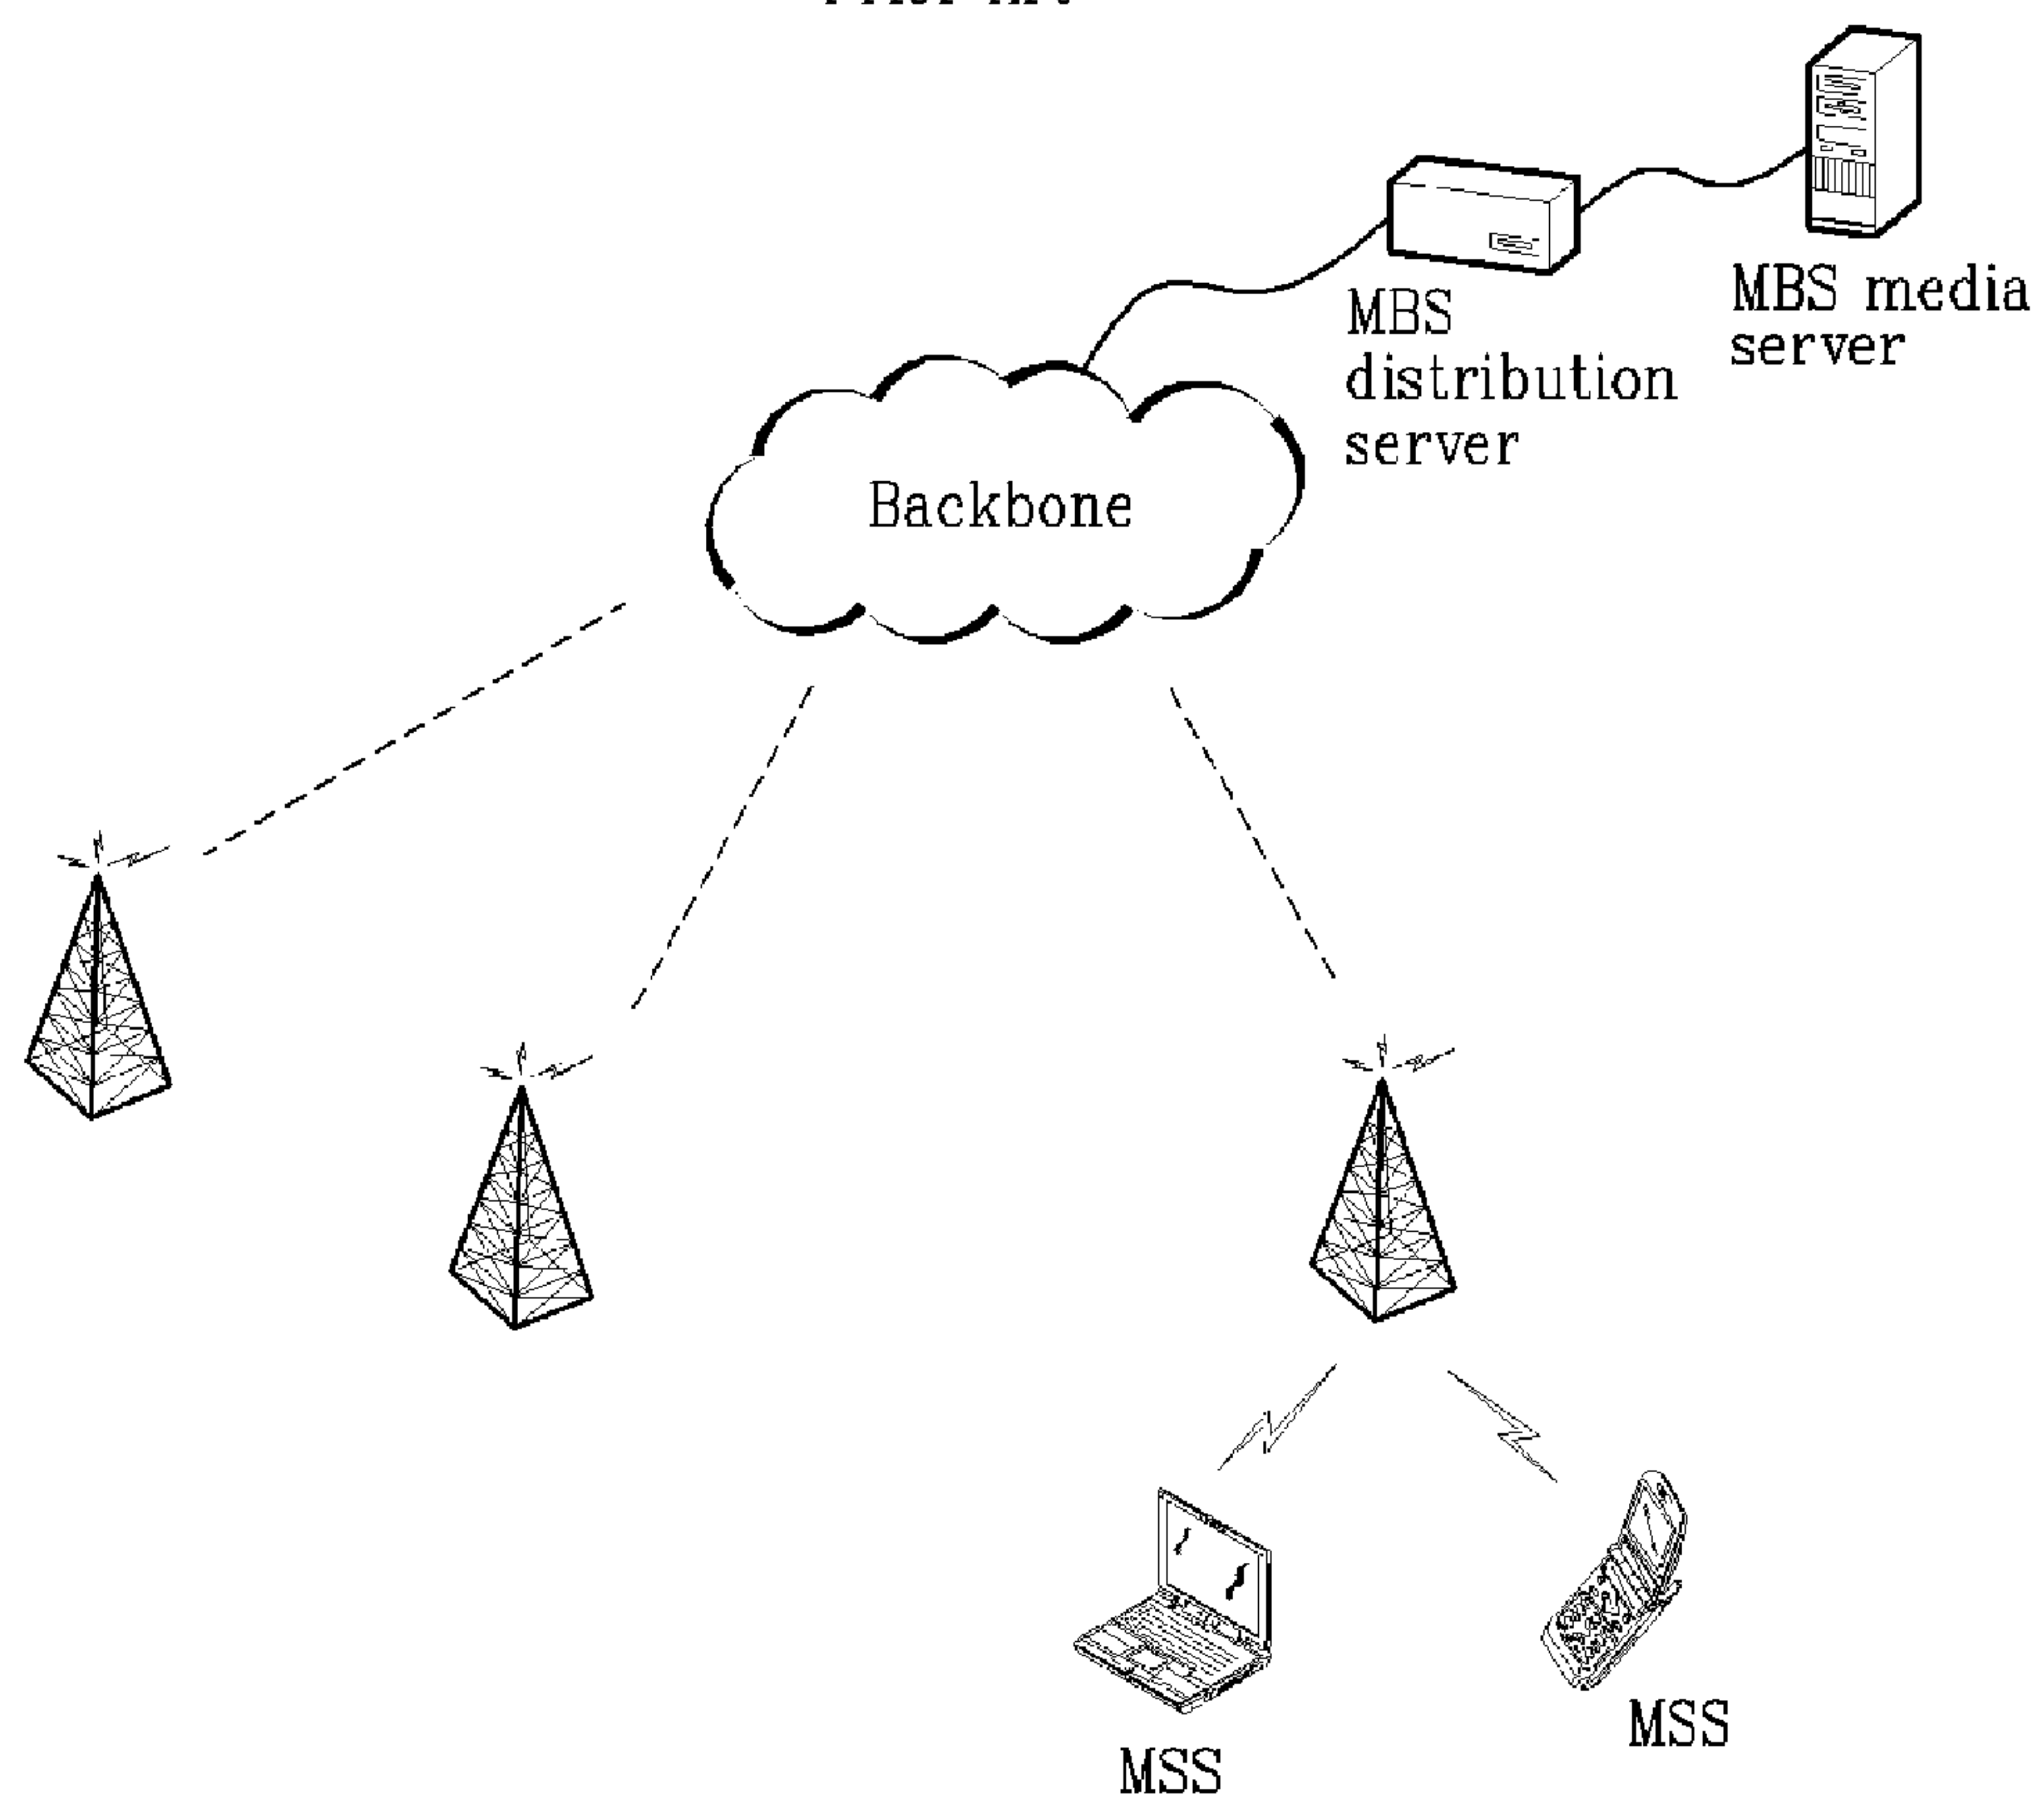 MBS media
server
MBS
distribution
server
Backbone
MSS
MSS